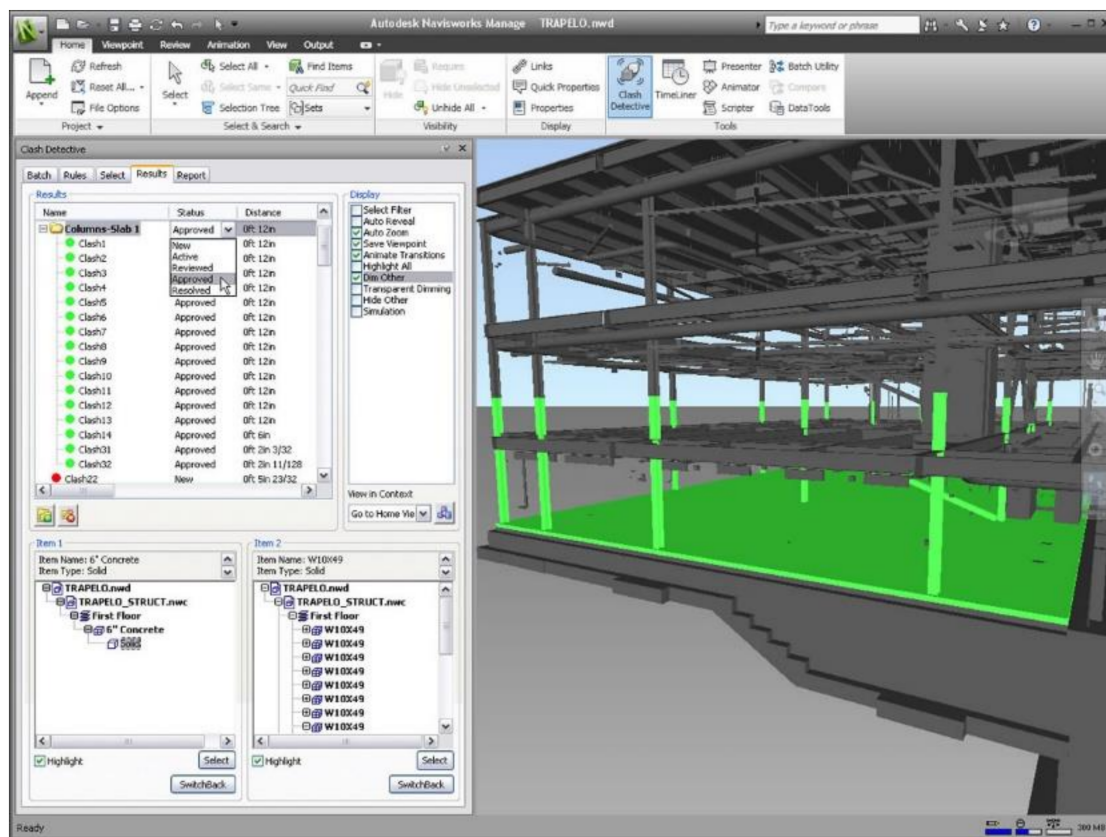 Autodesk Navisworks Manage TRAPELO.nwd
Type a keyword or phrase
Home Viewpoint Review Animation View Output
Append
Refresh
Reset All...
File Options
Project
Select
Select All
Select Same
Selection Tree
Find Items
Quick Find
Sets
Select & Search
Hide
Require
Hide Unselected
Unhide All
Visibility
Links
Quick Properties
Properties
Display
Clash Detective
TimeLiner
Presenter
Animator
Scripter
Batch Utility
Compare
DataTools
Tools
Clash Detective
Batch Rules Select Results Report
Results
Name Status Distance
Columns-Slab 1 Approved 0ft 12in
Clash1 New 0ft 12in
Clash2 Active 0ft 12in
Clash3 Reviewed 0ft 12in
Clash4 Approved 0ft 12in
Resolved
Clash5 Approved 0ft 12in
Clash6 Approved 0ft 12in
Clash7 Approved 0ft 12in
Clash8 Approved 0ft 12in
Clash9 Approved 0ft 12in
Clash10 Approved 0ft 12in
Clash11 Approved 0ft 12in
Clash12 Approved 0ft 12in
Clash13 Approved 0ft 12in
Clash14 Approved 0ft 6in
Clash31 Approved 0ft 2in 3/32
Clash32 Approved 0ft 2in 11/128
Clash22 New 0ft 5in 23/32
Display
Select Filter
Auto Reveal
Auto Zoom
Save Viewpoint
Animate Transitions
Highlight All
Dim Other
Transparent Dimming
Hide Other
Simulation
View in Context
Go to Home Vie
Item 1
Item Name: 6" Concrete
Item Type: Solid
TRAPELO.nwd
TRAPELO_STRUCT.nwc
First Floor
6" Concrete
Solid
Highlight
Select
SwitchBack
Item 2
Item Name: W10X49
Item Type: Solid
TRAPELO.nwd
TRAPELO_STRUCT.nwc
First Floor
W10X49
W10X49
W10X49
W10X49
W10X49
W10X49
W10X49
W10X49
Highlight
Select
SwitchBack
Ready